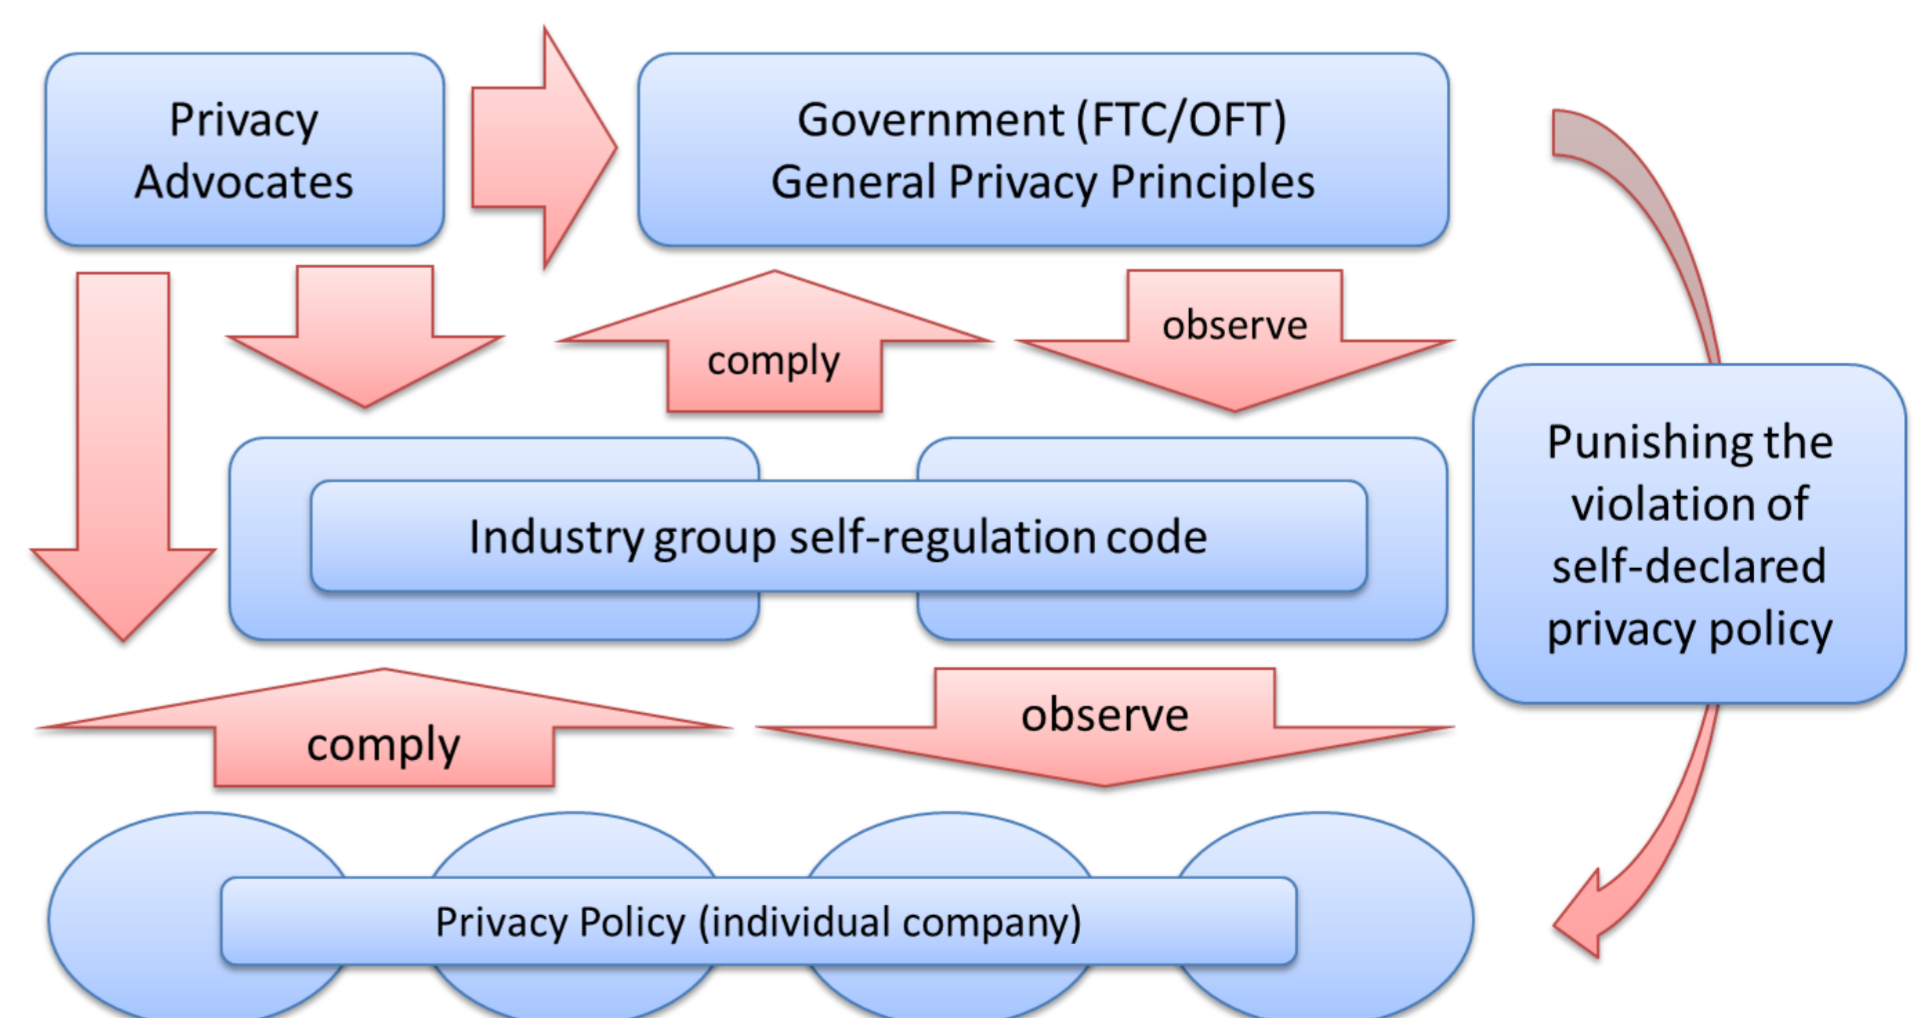 Privacy
Advocates
Government (FTC/OFT)
General Privacy Principles
comply
observe
Industry group self-regulation code
Punishing the
violation of
self-declared
privacy policy
comply
observe
Privacy Policy (individual company)